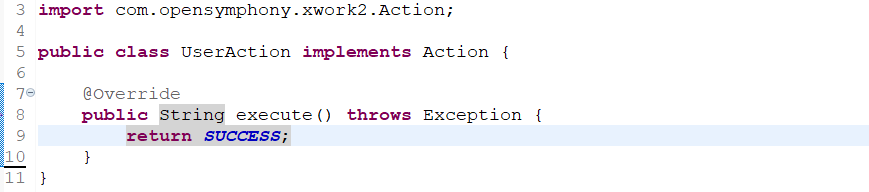 3 import com.opensymphony.xwork2.Action;
4
5 public class UserAction implements Action {
6
7 @Override
8 public String execute() throws Exception {
9 return SUCCESS;
10 }
11 }